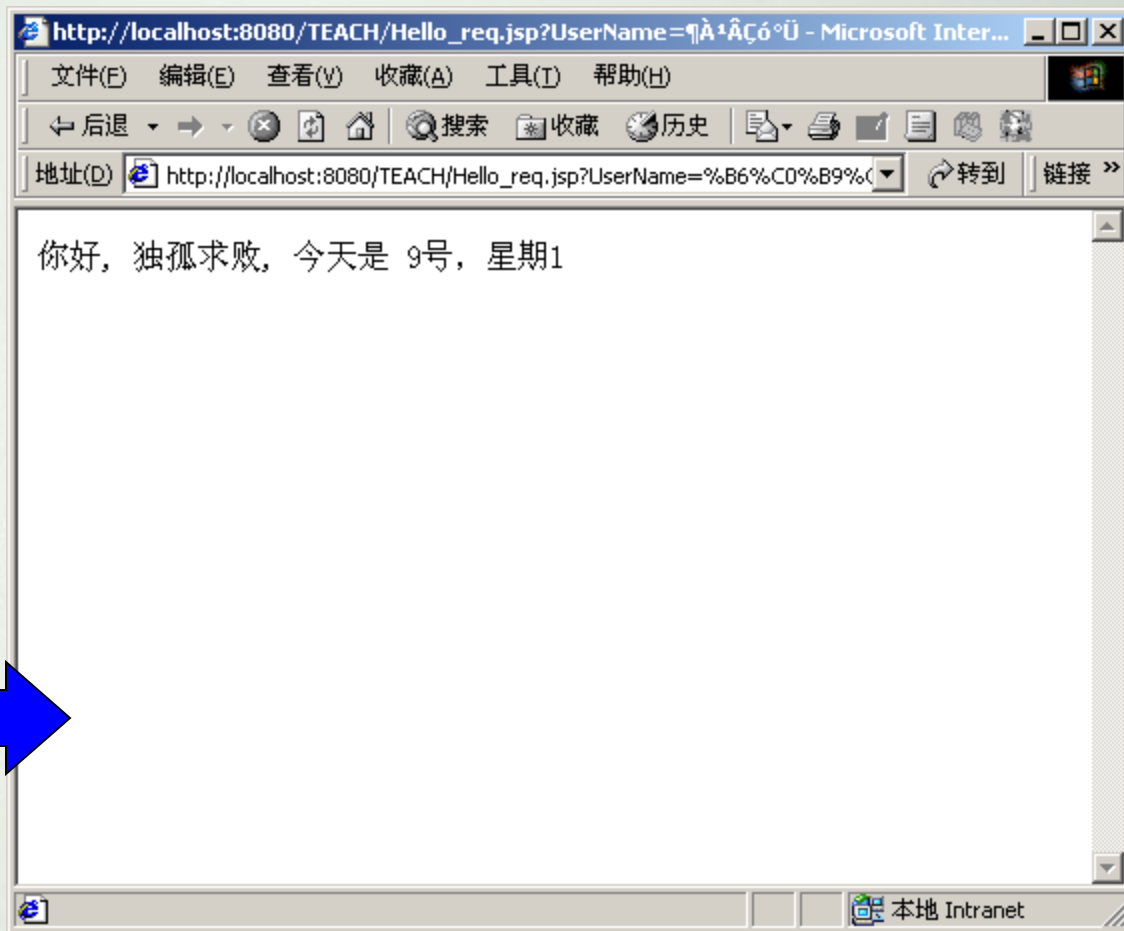 http://localhost:8080/TEACH/Hello_req.jsp?UserName=¶À¹ÂÇó°Ü - Microsoft Inter...
文件(F) 编辑(E) 查看(V) 收藏(A) 工具(T) 帮助(H)
后退 搜索 收藏 历史
地址(D) http://localhost:8080/TEACH/Hello_req.jsp?UserName=%B6%C0%B9%( 转到 链接 »
你好, 独孤求败, 今天是 9号，星期1
本地 Intranet